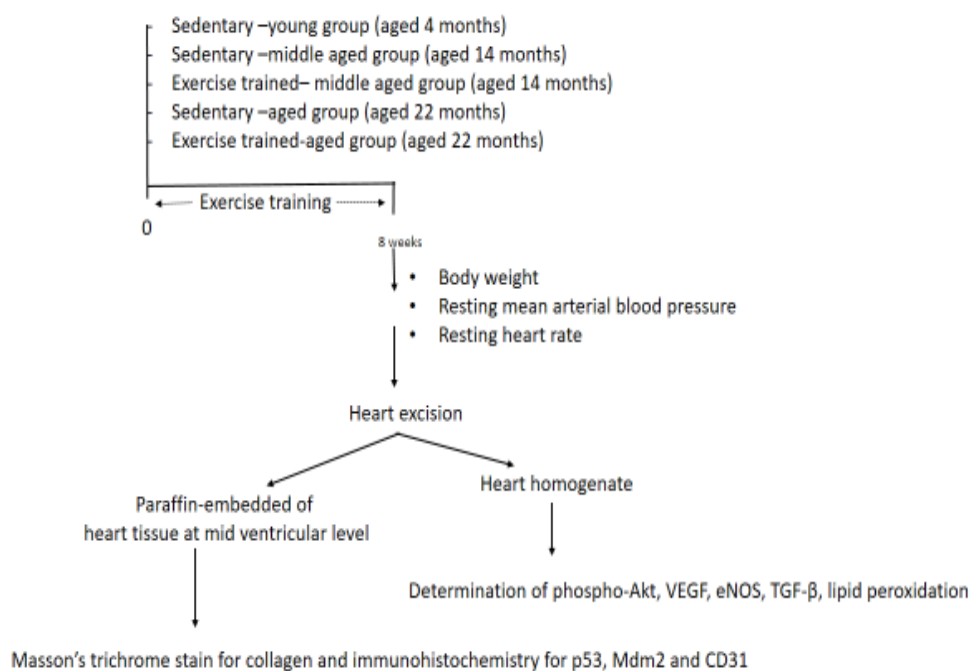 Sedentary –young group (aged 4 months)
Sedentary –middle aged group (aged 14 months)
Exercise trained– middle aged group (aged 14 months)
Sedentary –aged group (aged 22 months)
Exercise trained-aged group (aged 22 months)
Exercise training
0
8 weeks
• Body weight
• Resting mean arterial blood pressure
• Resting heart rate
Heart excision
Paraffin-embedded of
heart tissue at mid ventricular level
Heart homogenate
Determination of phospho-Akt, VEGF, eNOS, TGF-β, lipid peroxidation
Masson's trichrome stain for collagen and immunohistochemistry for p53, Mdm2 and CD31